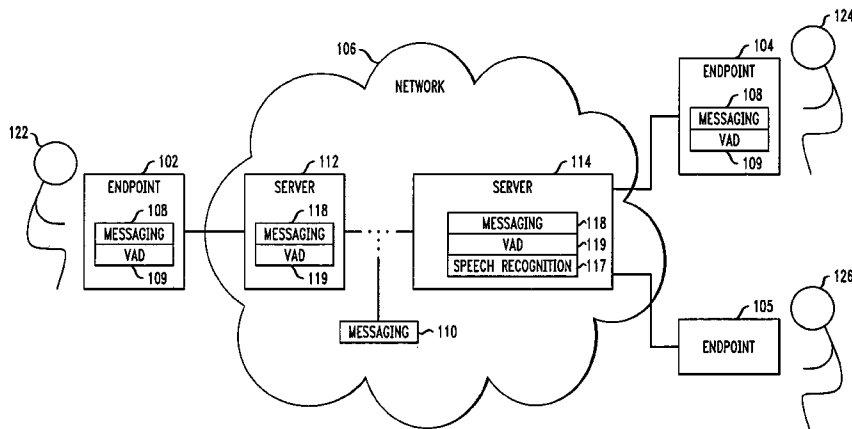 106
NETWORK
122
102
ENDPOINT
108
MESSAGING
VAD
109
112
SERVER
118
MESSAGING
VAD
119
MESSAGING
110
114
SERVER
MESSAGING
118
VAD
119
SPEECH RECOGNITION
117
104
ENDPOINT
108
MESSAGING
VAD
109
124
105
ENDPOINT
126